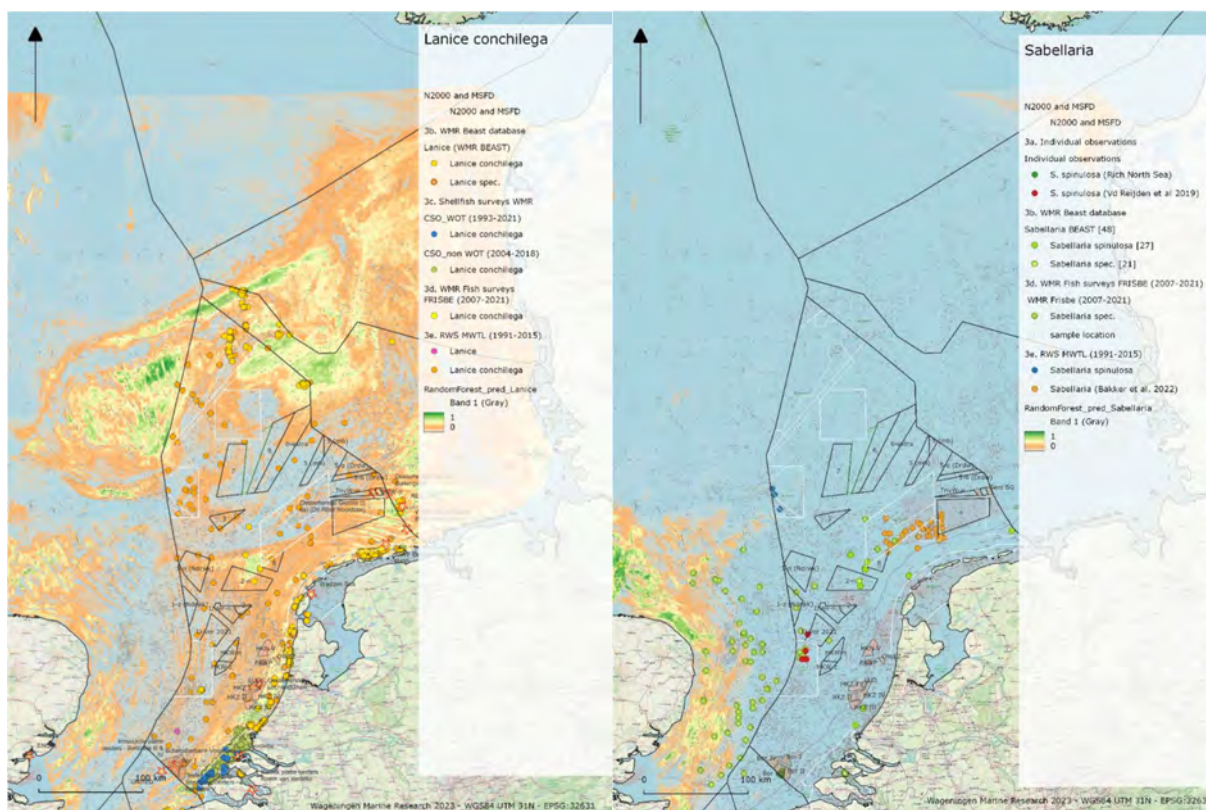 Lanice conchilega
N2000 and MSFD
N2000 and MSFD
3b. WMR Beast database
Lanice (WMR BEAST)
Lanice conchilega
Lanice spec.
3c. Shellfish surveys WMR
CSO_WOT (1993-2021)
Lanice conchilega
CSO_non WOT (2004-2018)
Lanice conchilega
3d. WMR Fish surveys
FRISBE (2007-2021)
Lanice conchilega
3e. RWS MWTL (1991-2015)
Lanice
Lanice conchilega
RandomForest_pred_Lanice
Band 1 (Gray)
1
0
0
100 km
Wageningen Marine Research 2023 - WGS84 UTM 31N - EPSG:32631
Sabellaria
N2000 and MSFD
N2000 and MSFD
3a. Individual observations
Individual observations
S. spinulosa (Rich North Sea)
S. spinulosa (Vd Reijden et al 2019)
3b. WMR Beast database
Sabellaria BEAST [48]
Sabellaria spinulosa [27]
Sabellaria spec. [21]
3d. WMR Fish surveys FRISBE (2007-2021)
WMR Frisbe (2007-2021)
Sabellaria spec.
sample location
3e. RWS MWTL (1991-2015)
Sabellaria spinulosa
Sabellaria (Bakker et al. 2022)
RandomForest_pred_Sabellaria
Band 1 (Gray)
1
0
0
100 km
Wageningen Marine Research 2023 - WGS84 UTM 31N - EPSG:3263